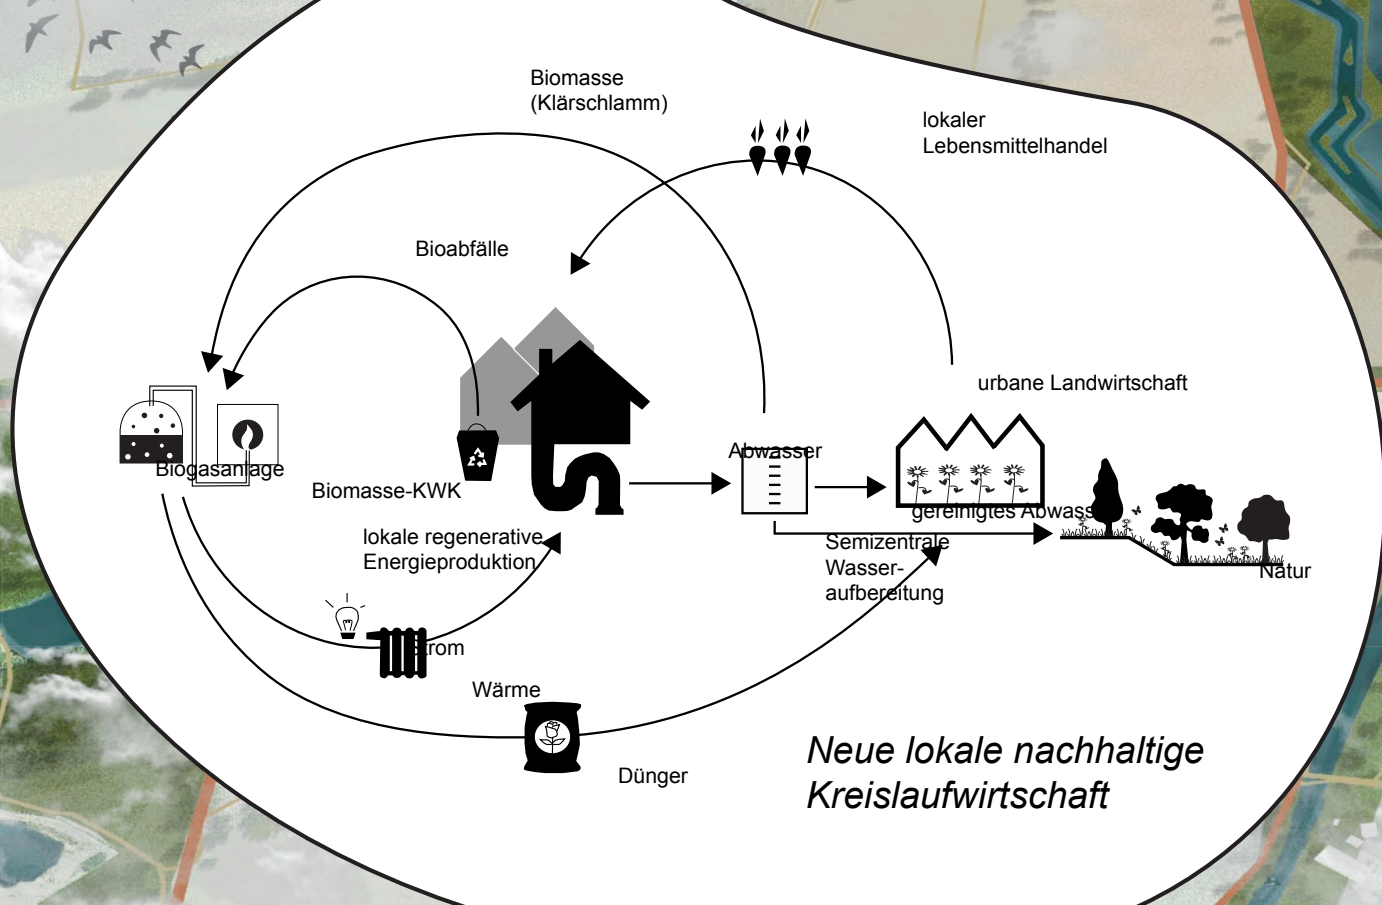 Biomasse
(Klärschlamm)
lokaler
Lebensmittelhandel
Bioabfälle
urbane Landwirtschaft
Abwasser
Biogasanlage
Biomasse-KWK
gereinigtes Abwass
lokale regenerative
Energieproduktion
Semizentrale
Wasser-
aufbereitung
Natur
Strom
Wärme
Dünger
Neue lokale nachhaltige
Kreislaufwirtschaft